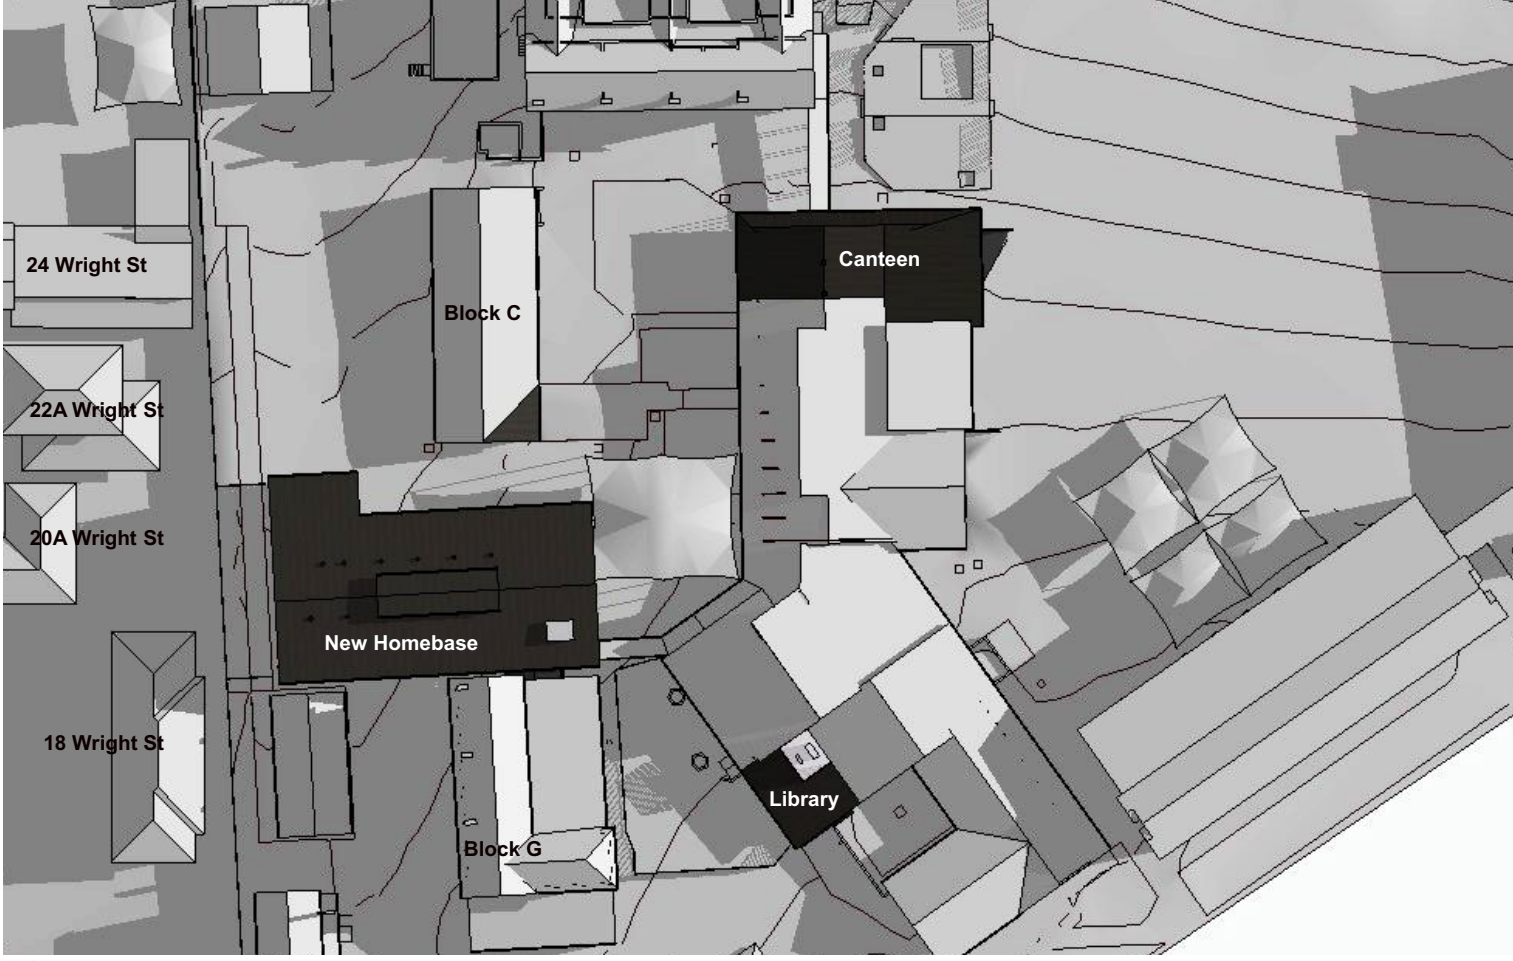 24 Wright St
Canteen
Block C
22A Wright St
20A Wright St
New Homebase
18 Wright St
Library
Block G